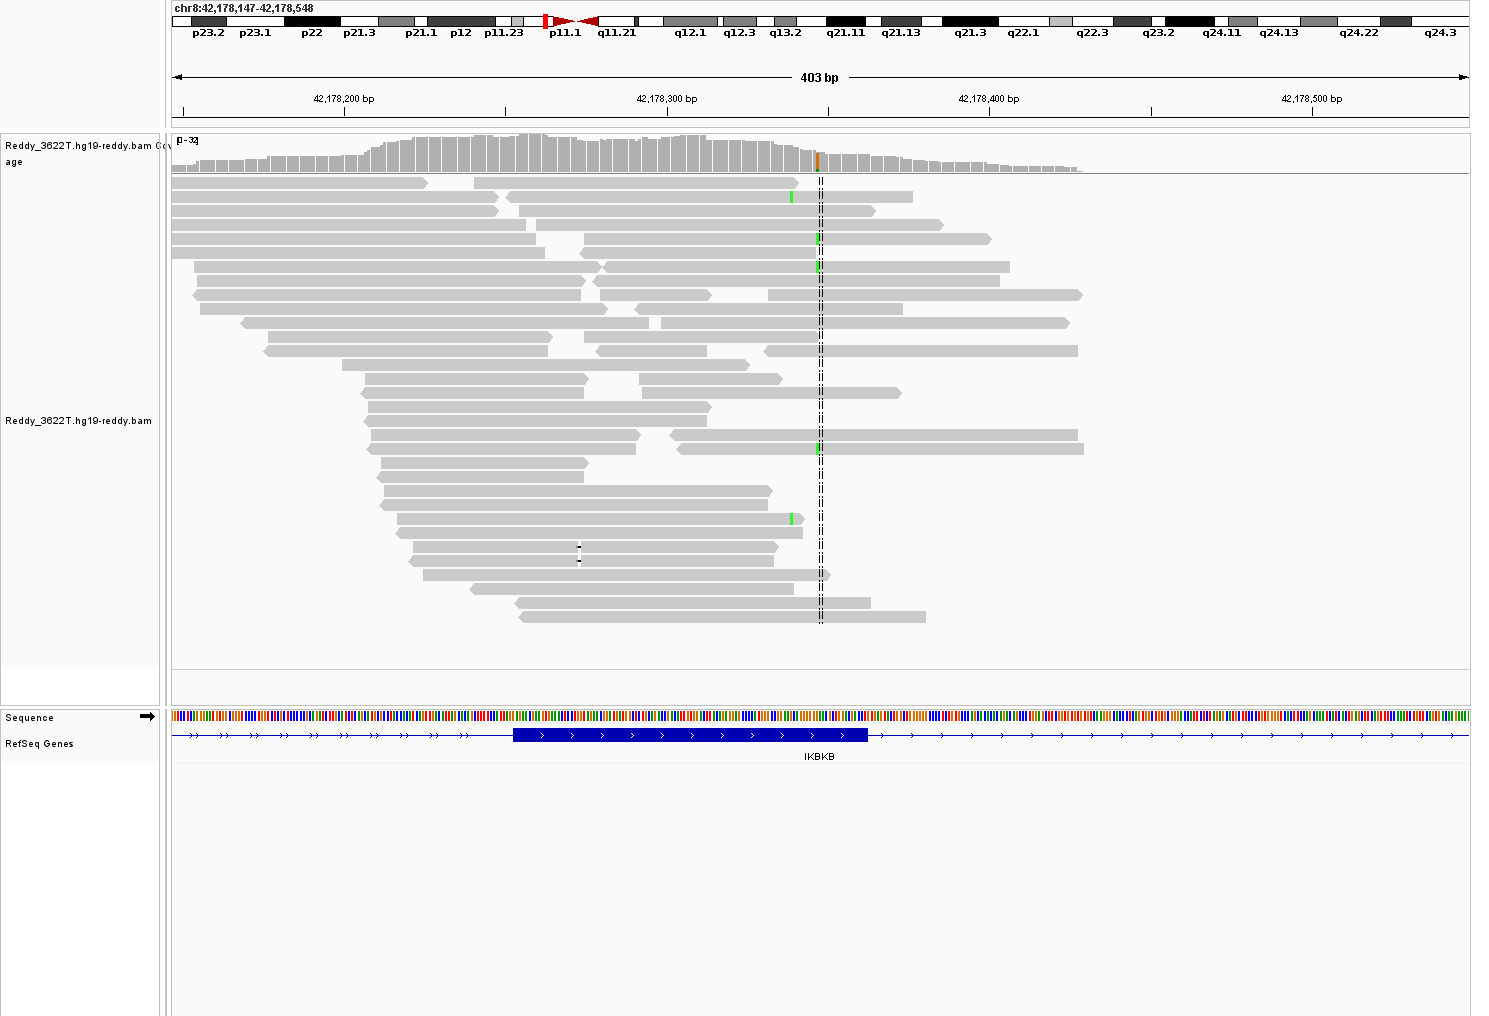 chr8:42,178,147-42,178,548
p23.2 p23.1 p22 p21.3 p21.1 p12 p11.23 p11.1 q11.21 q12.1 q12.3 q13.2 q21.11 q21.13 q21.3 q22.1 q22.3 q23.2 q24.11 q24.13 q24.22 q24.3
403 bp
42,178,200 bp 42,178,300 bp 42,178,400 bp 42,178,500 bp
Reddy_3622T.hg19-reddy.bam Cov
age
[0 - 32]
Reddy_3622T.hg19-reddy.bam
Sequence
RefSeq Genes
IKBKB